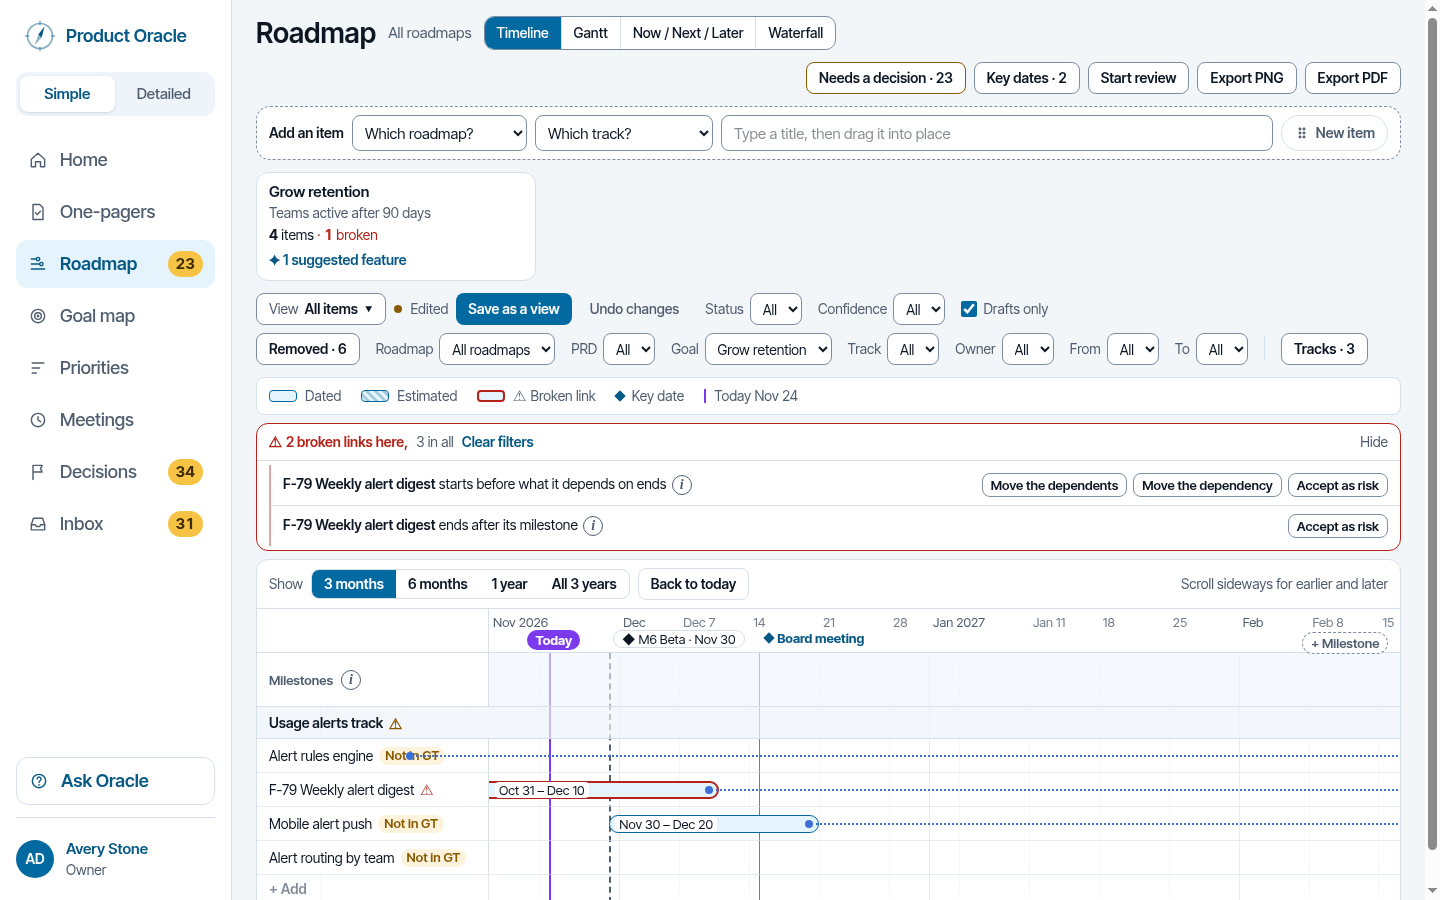 Product Oracle
Simple Detailed
Home
One-pagers
Roadmap 23
Goal map
Priorities
Meetings
Decisions 34
Inbox 31
Ask Oracle
AD Avery Stone
Owner
Roadmap All roadmaps Timeline Gantt Now / Next / Later Waterfall
Needs a decision · 23 Key dates · 2 Start review Export PNG Export PDF
Add an item Which roadmap? Which track? Type a title, then drag it into place New item
Grow retention
Teams active after 90 days
4 items · 1 broken
1 suggested feature
View All items Edited Save as a view Undo changes Status All Confidence All Drafts only
Removed · 6 Roadmap All roadmaps PRD All Goal Grow retention Track All Owner All From All To All Tracks · 3
Dated Estimated ⚠ Broken link Key date Today Nov 24
⚠ 2 broken links here, 3 in all Clear filters Hide
F-79 Weekly alert digest starts before what it depends on ends i Move the dependents Move the dependency Accept as risk
F-79 Weekly alert digest ends after its milestone i Accept as risk
Show 3 months 6 months 1 year All 3 years Back to today Scroll sideways for earlier and later
Nov 2026 Dec Dec 7 14 21 28 Jan 2027 Jan 11 18 25 Feb Feb 8 15
Today M6 Beta · Nov 30 Board meeting + Milestone
Milestones i
Usage alerts track ⚠
Alert rules engine Not in GT
F-79 Weekly alert digest ⚠ Oct 31 – Dec 10
Mobile alert push Not in GT Nov 30 – Dec 20
Alert routing by team Not in GT
+ Add